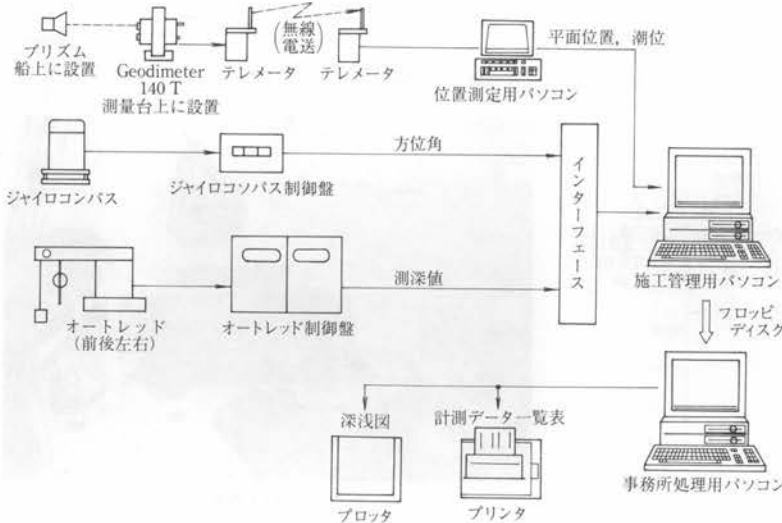 プリズム
船上に設置
Geodimeter
140 T
測量台上に設置
テレメータ
(無線
電送)
テレメータ
位置測定用パソコン
平面位置，潮位
ジャイロコンパス
ジャイロコソパス制御盤
方位角
インターフェース
オートレッド
(前後左右)
オートレッド制御盤
測深値
施工管理用パソコン
フロッピ
ディスク
事務所処理用パソコン
深浅図
計測データ一覧表
プロッタ
プリンタ